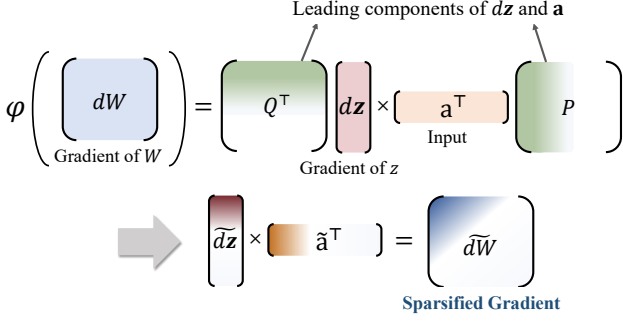 Leading components of d𝒛 and 𝐚
φ ( dW ) = Q⊤ d𝒛 × a⊤ P
Gradient of W
Input
Gradient of z
d̃𝒛 × ã⊤ = d̃W
Sparsified Gradient